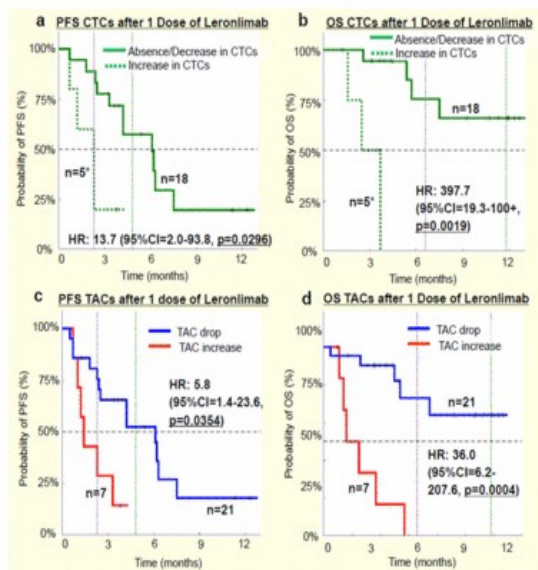 a PFS CTCs after 1 Dose of Leronlimab
Absence/Decrease in CTCs
Increase in CTCs
100%
75%
50%
25%
0%
Probability of PFS (%)
n=5*
n=18
HR: 13.7 (95%CI=2.0-93.8, p=0.0296)
0 3 6 9 12
Time (months)
b OS CTCs after 1 Dose of Leronlimab
Absence/Decrease in CTCs
Increase in CTCs
100%
75%
50%
25%
0%
Probability of OS (%)
n=18
n=5*
HR: 397.7
(95%CI=19.3-100+,
p=0.0019)
0 3 6 9 12
Time (months)
c PFS TACs after 1 dose of Leronlimab
TAC drop
TAC increase
100%
75%
50%
25%
0%
Probability of PFS (%)
HR: 5.8
(95%CI=1.4-23.6,
p=0.0354)
n=7
n=21
0 3 6 9 12
Time (months)
d OS TACs after 1 Dose of Leronlimab
TAC drop
TAC increase
100%
75%
50%
25%
0%
Probability of OS (%)
n=21
HR: 36.0
(95%CI=6.2-
207.6, p=0.0004)
n=7
0 3 6 9 12
Time (months)